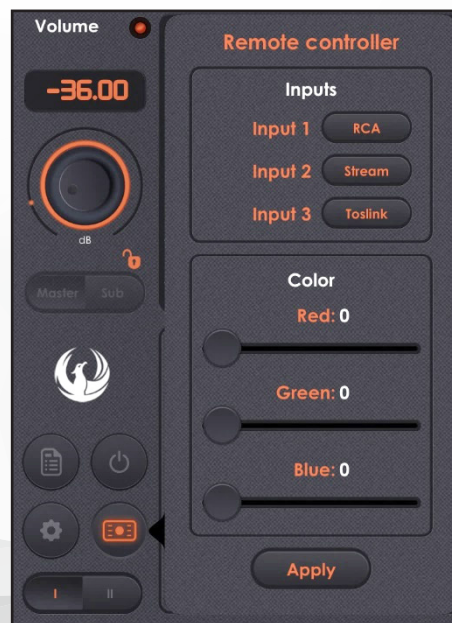 Volume
-36.00
dB
Master Sub
I II
Remote controller
Inputs
Input 1 RCA
Input 2 Stream
Input 3 Toslink
Color
Red: 0
Green: 0
Blue: 0
Apply